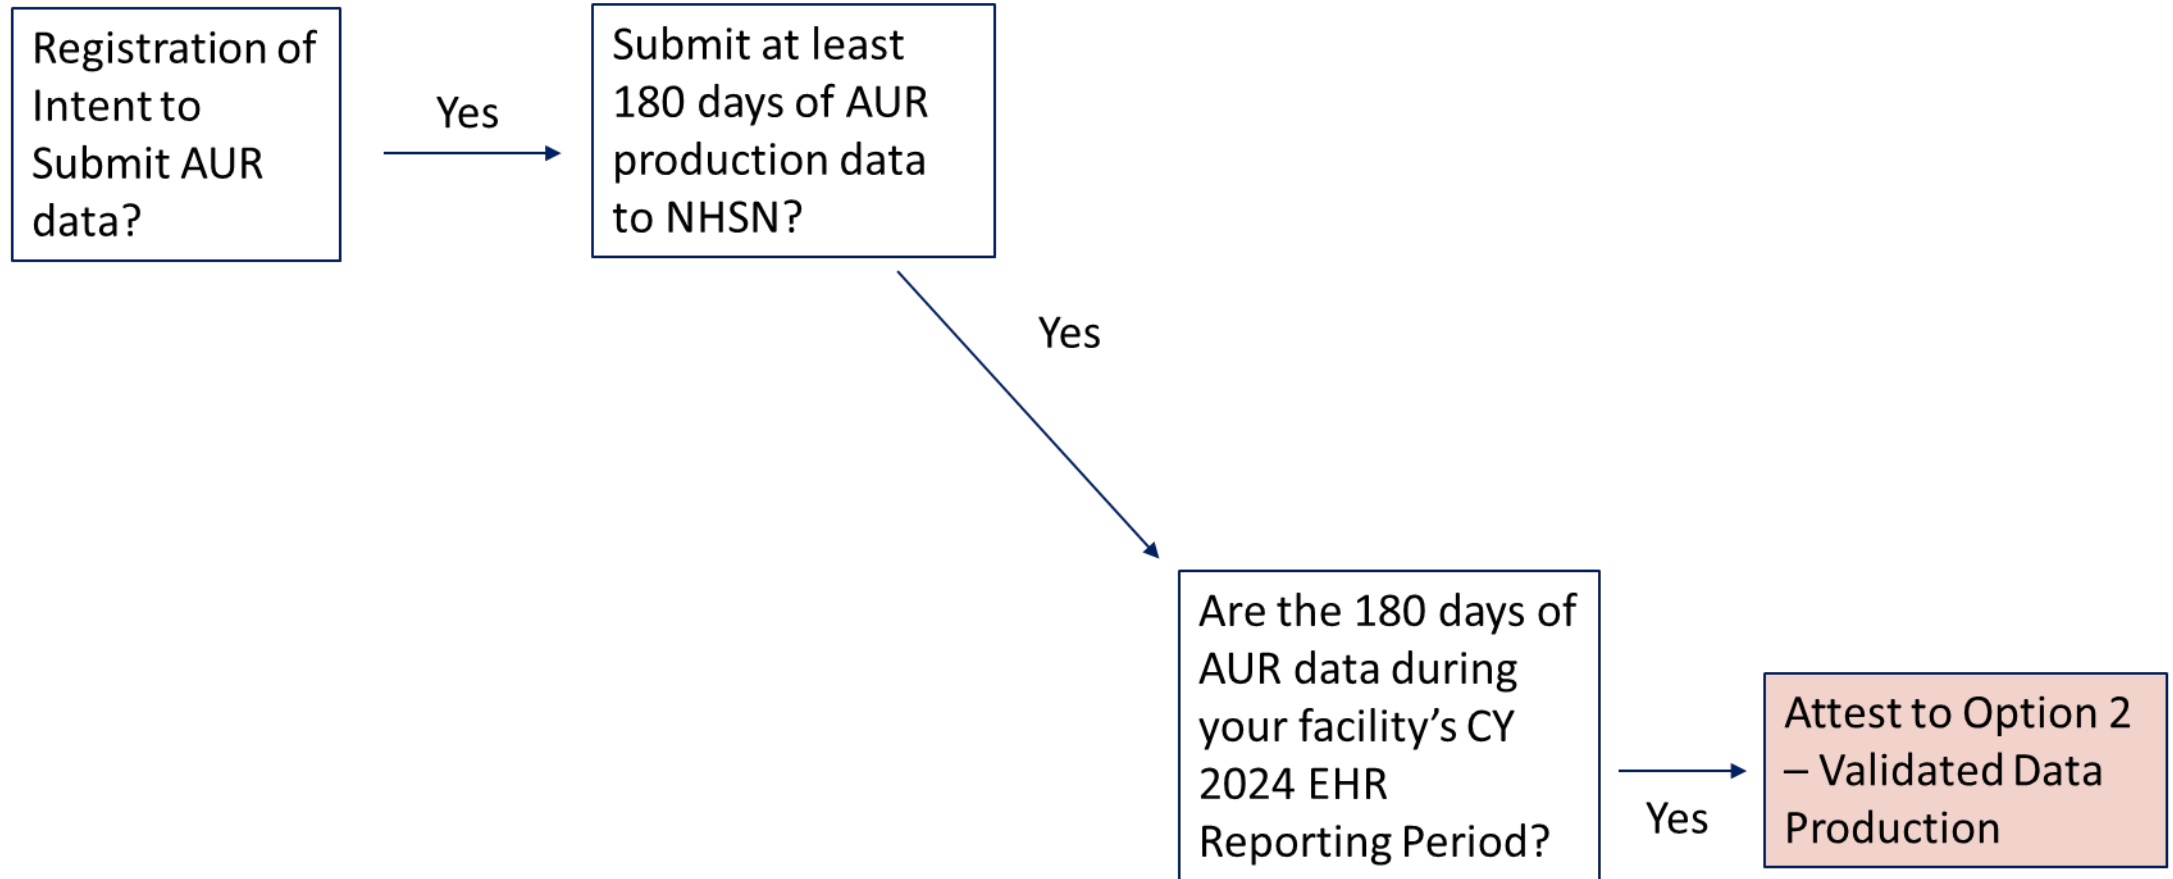 Registration of
Intent to
Submit AUR
data?
Yes
Submit at least
180 days of AUR
production data
to NHSN?
Yes
Are the 180 days of
AUR data during
your facility’s CY
2024 EHR
Reporting Period?
Yes
Attest to Option 2
– Validated Data
Production